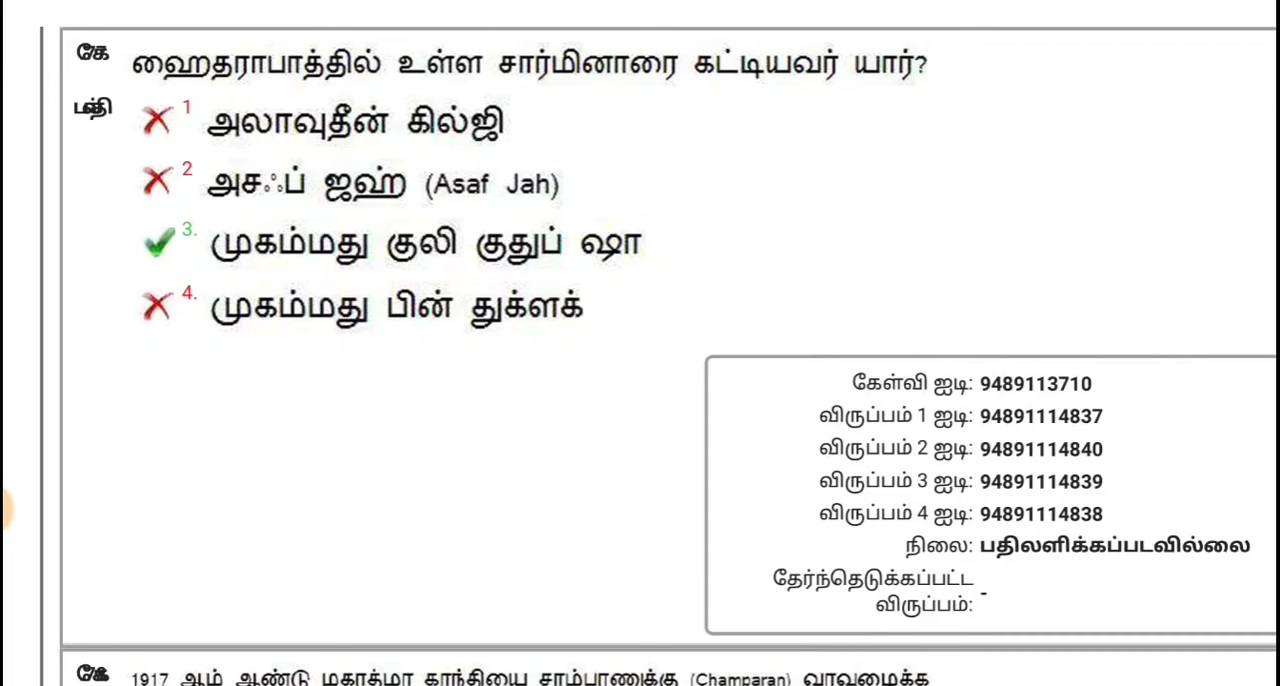 ஹைதராபாத்தில் உள்ள சார்மினாரை கட்டியவர் யார்?
1 அலாவுதீன் கில்ஜி
2 அசஃப் ஜஹ் (Asaf Jah)
3. முகம்மது குலி குதுப் ஷா
4. முகம்மது பின் துக்ளக்
கேள்வி ஐடி: 9489113710
விருப்பம் 1 ஐடி: 94891114837
விருப்பம் 2 ஐடி: 94891114840
விருப்பம் 3 ஐடி: 94891114839
விருப்பம் 4 ஐடி: 94891114838
நிலை: பதிலளிக்கப்படவில்லை
தேர்ந்தெடுக்கப்பட்ட -
விருப்பம்:
1917 ஆம் ஆண்டு மகாத்மா காந்தியை சாம்பாணுக்கு (Champaran) வரவழைக்க